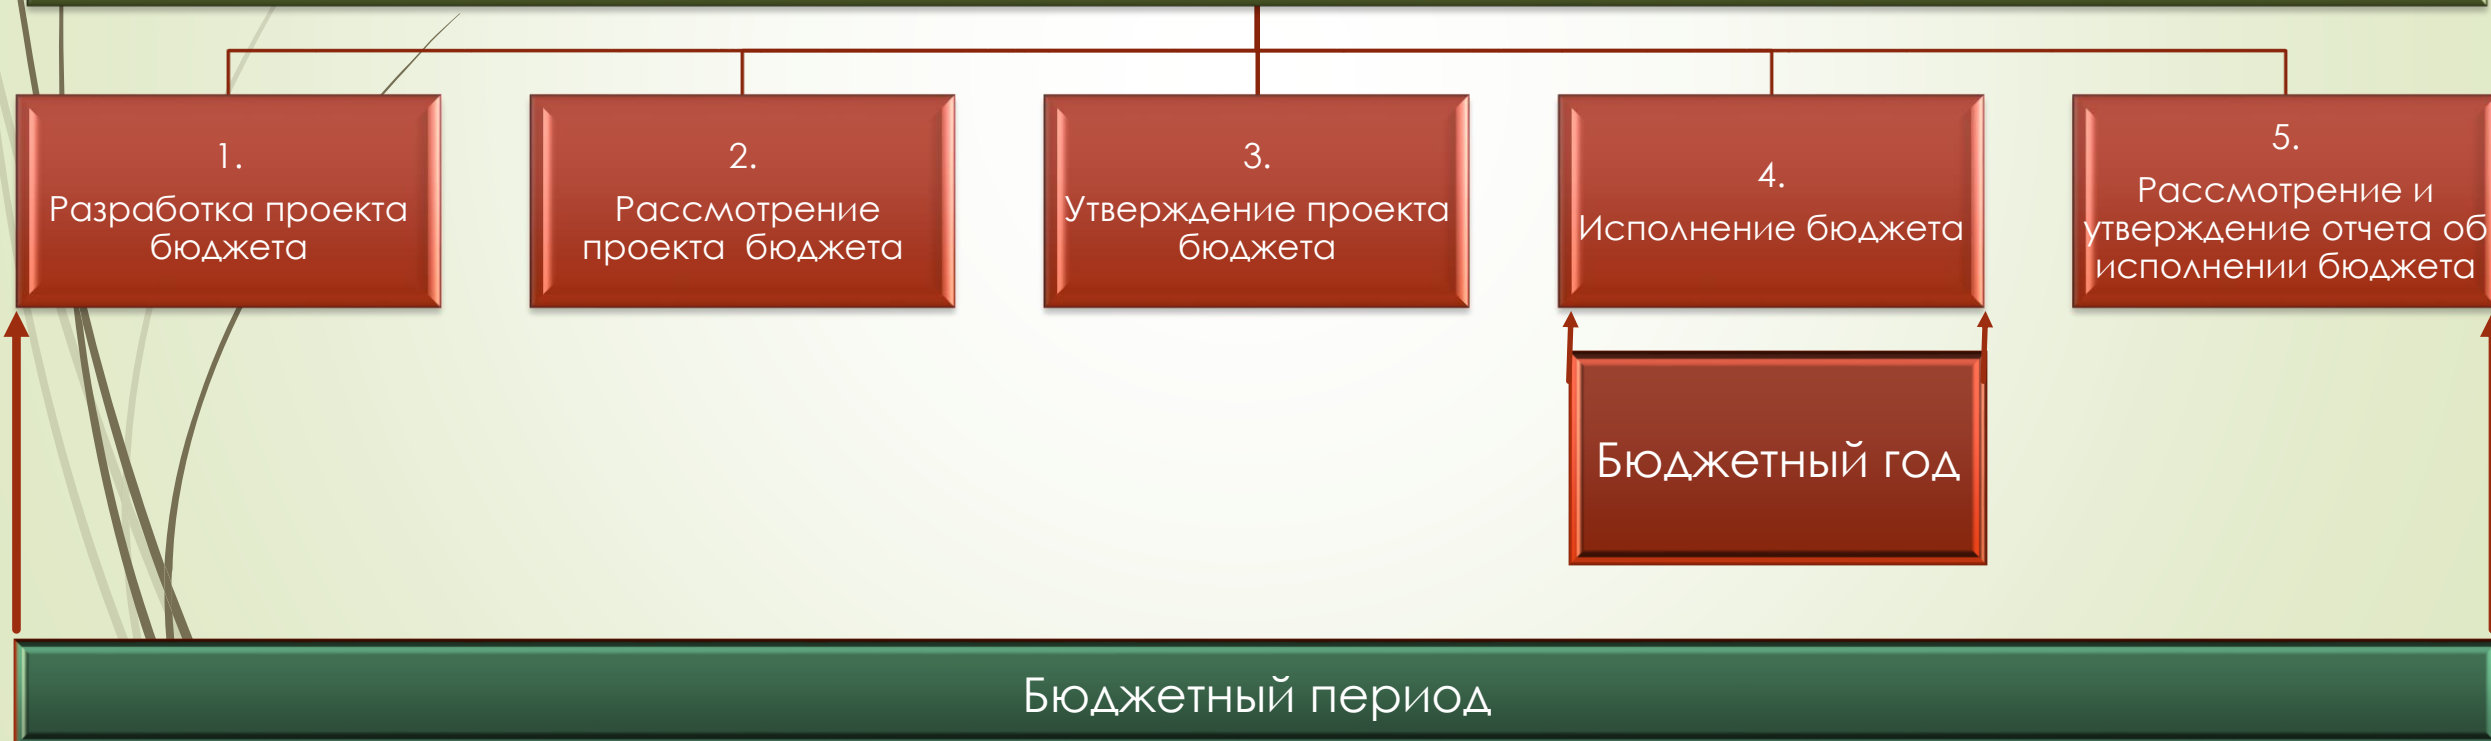 1.
Разработка проекта
бюджета
2.
Рассмотрение
проекта бюджета
3.
Утверждение проекта
бюджета
4.
Исполнение бюджета
5.
Рассмотрение и
утверждение отчета об
исполнении бюджета
Бюджетный год
Бюджетный период